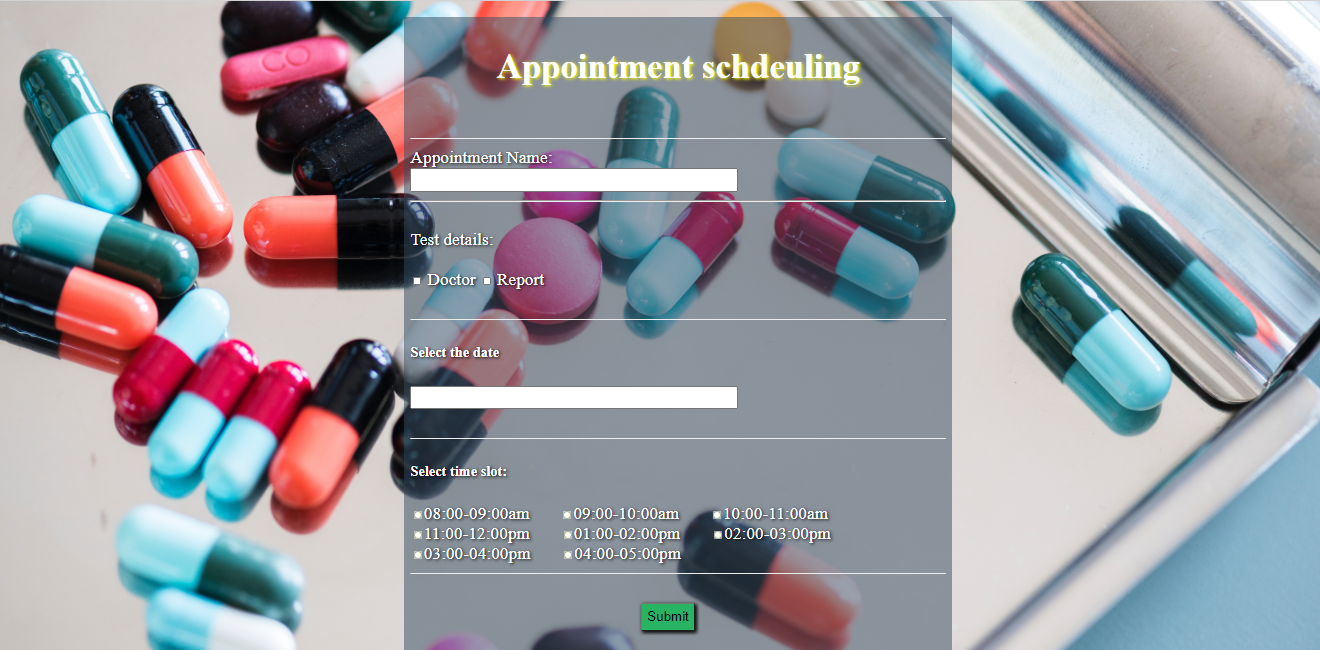 Appointment schdeuling
Appointment Name:
Test details:
Doctor Report
Select the date
Select time slot:
08:00-09:00am 09:00-10:00am 10:00-11:00am
11:00-12:00pm 01:00-02:00pm 02:00-03:00pm
03:00-04:00pm 04:00-05:00pm
Submit